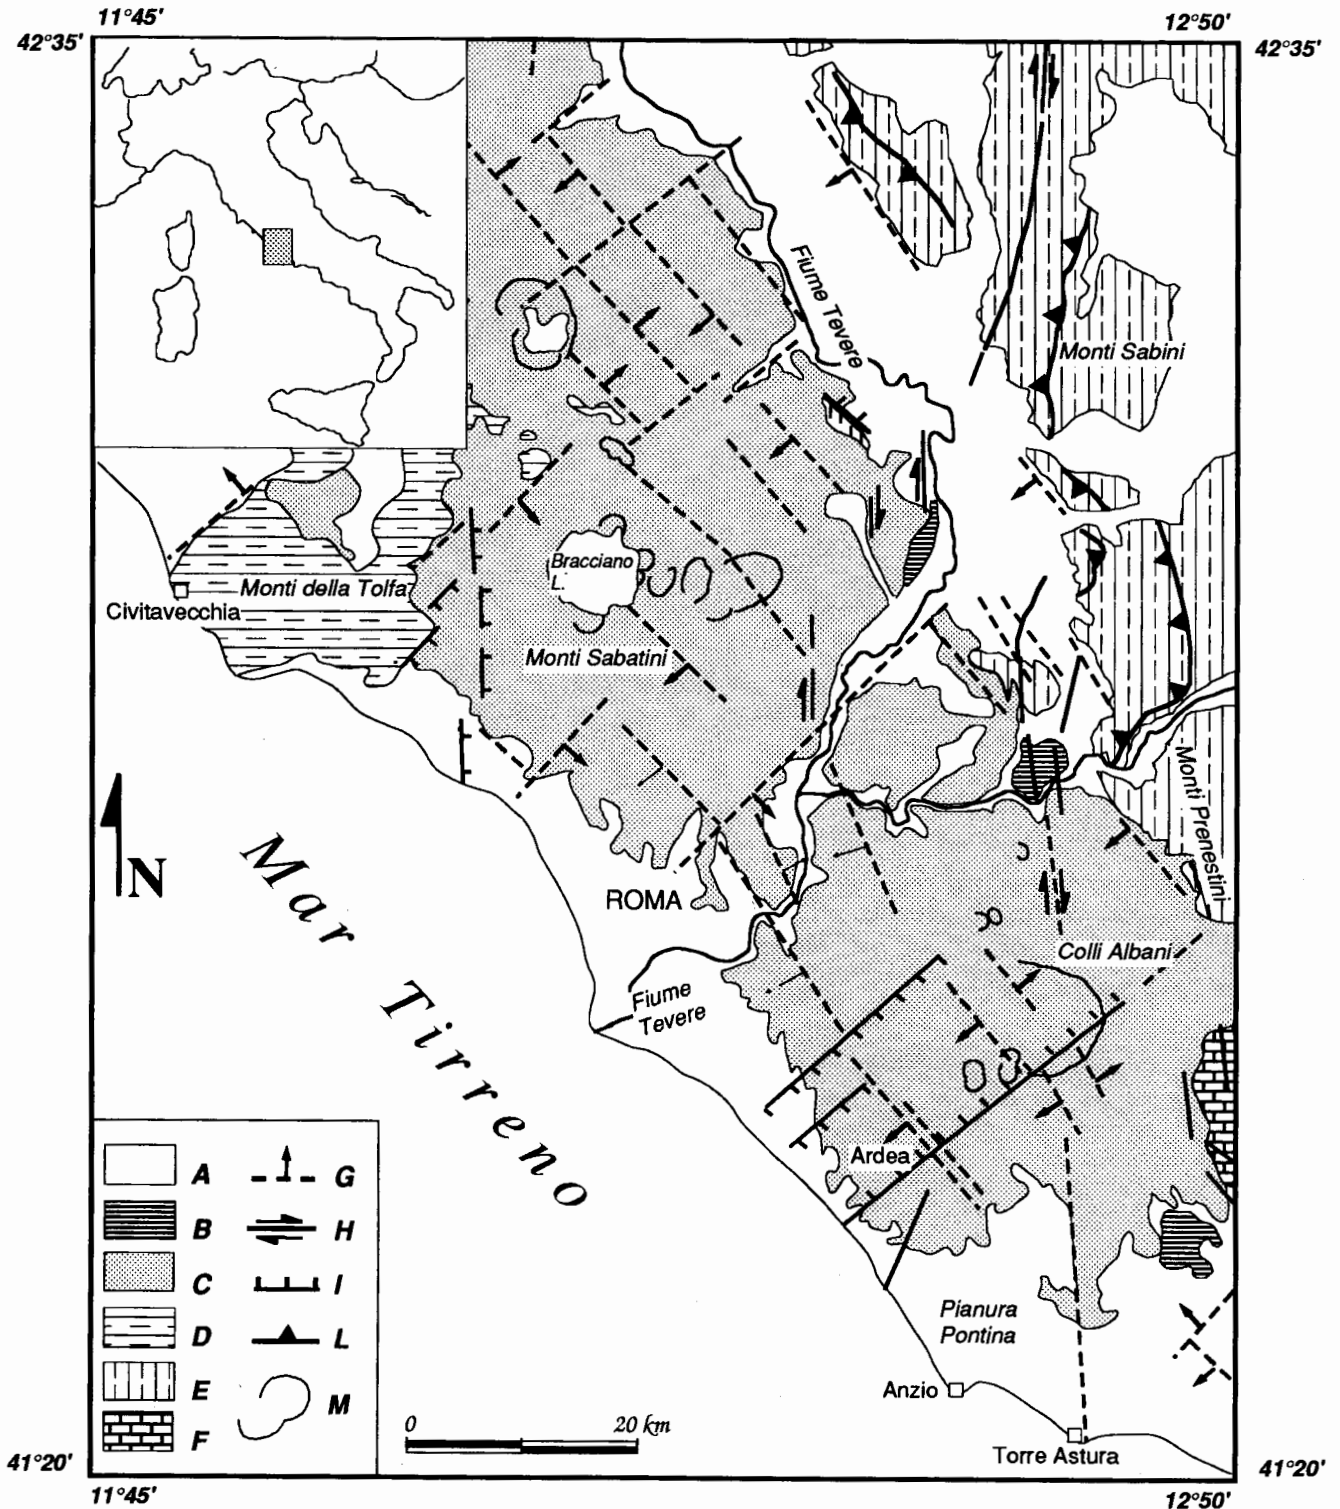 11°45'
12°50'
42°35'
42°35'
Fiume Tevere
Monti Sabini
Bracciano
L.
Monti della Tolfa
Civitavecchia
Monti Sabatini
Monti Prenestini
N
Mar Tirreno
ROMA
Colli Albani
Fiume
Tevere
Ardea
A
G
B
H
C
I
D
L
E
M
F
Pianura
Pontina
Anzio
0
20 km
Torre Astura
41°20'
41°20'
11°45'
12°50'